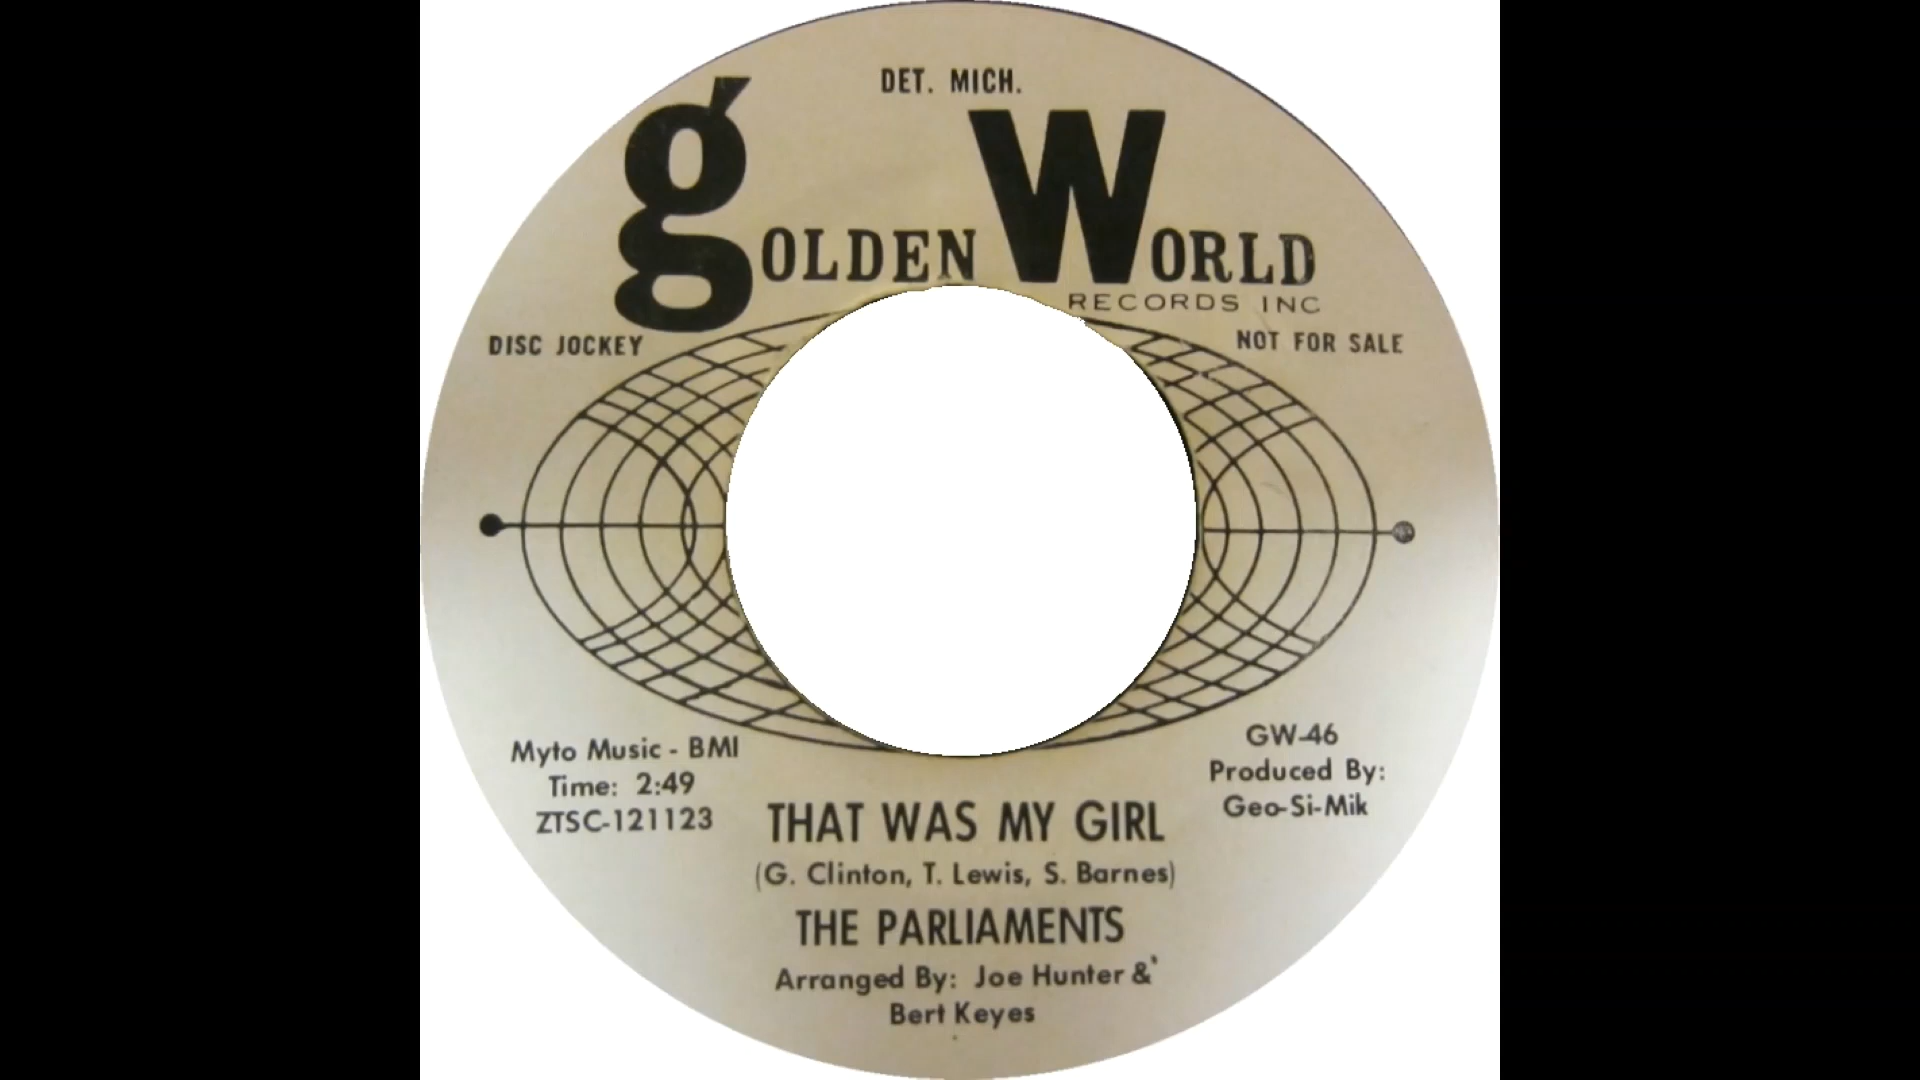 DET. MICH.
gOLDEN WORLD
RECORDS INC
DISC JOCKEY
NOT FOR SALE
Myto Music - BMI
Time: 2:49
ZTSC-121123
GW-46
Produced By:
Geo-Si-Mik
THAT WAS MY GIRL
(G. Clinton, T. Lewis, S. Barnes)
THE PARLIAMENTS
Arranged By: Joe Hunter &
Bert Keyes